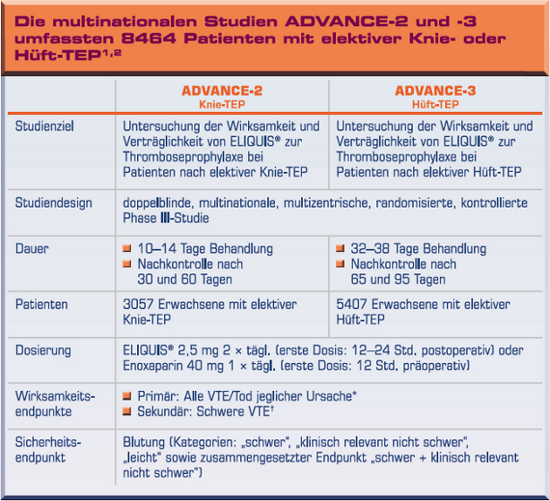 Die multinationalen Studien ADVANCE-2 und -3
umfassten 8464 Patienten mit elektiver Knie- oder
Hüft-TEP¹,²
ADVANCE-2
Knie-TEP
ADVANCE-3
Hüft-TEP
Studienziel
Untersuchung der Wirksamkeit und
Verträglichkeit von ELIQUIS® zur
Thromboseprophylaxe bei
Patienten nach elektiver Knie-TEP
Untersuchung der Wirksamkeit und
Verträglichkeit von ELIQUIS® zur
Thromboseprophylaxe bei
Patienten nach elektiver Hüft-TEP
Studiendesign
doppelblinde, multinationale, multizentrische, randomisierte, kontrollierte
Phase III-Studie
Dauer
10–14 Tage Behandlung
Nachkontrolle nach
30 und 60 Tagen
32–38 Tage Behandlung
Nachkontrolle nach
65 und 95 Tagen
Patienten
3057 Erwachsene mit elektiver
Knie-TEP
5407 Erwachsene mit elektiver
Hüft-TEP
Dosierung
ELIQUIS® 2,5 mg 2 × tägl. (erste Dosis: 12–24 Std. postoperativ) oder
Enoxaparin 40 mg 1 × tägl. (erste Dosis: 12 Std. präoperativ)
Wirksamkeits-
endpunkte
Primär: Alle VTE/Tod jeglicher Ursache*
Sekundär: Schwere VTE†
Sicherheits-
endpunkt
Blutung (Kategorien: „schwer“, „klinisch relevant nicht schwer“,
„leicht“ sowie zusammengesetzter Endpunkt „schwer + klinisch relevant
nicht schwer“)